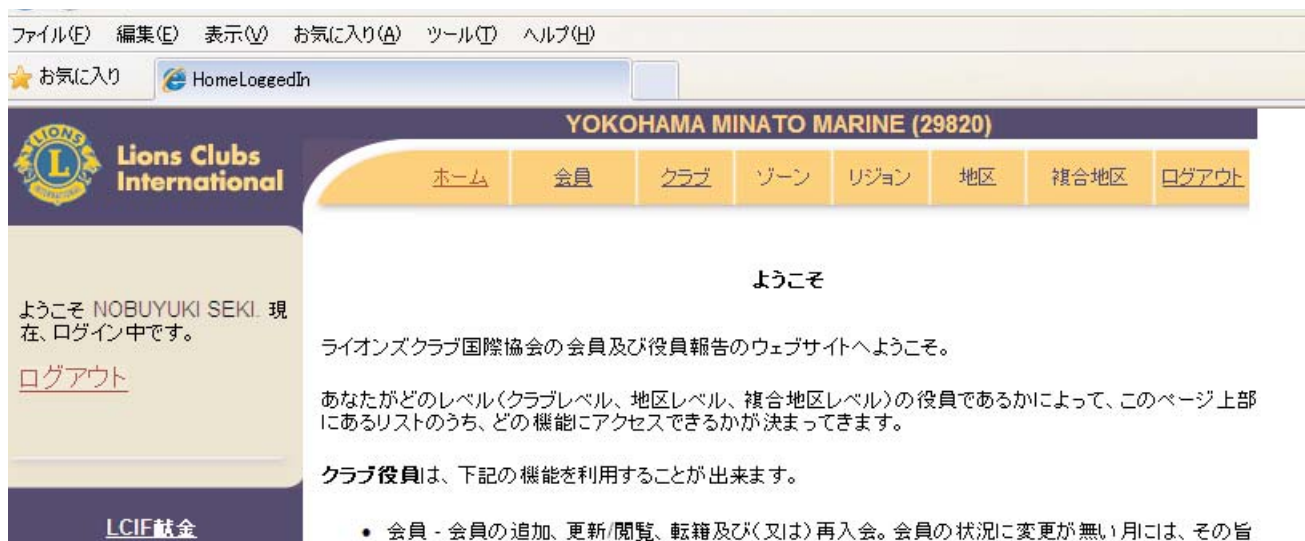 ファイル(F) 編集(E) 表示(V) お気に入り(A) ツール(T) ヘルプ(H)
お気に入り HomeLoggedIn
YOKOHAMA MINATO MARINE (29820)
LIONS
L
INTERNATIONAL
Lions Clubs
International
ホーム 会員 クラブ ゾーン リジョン 地区 複合地区 ログアウト
ようこそ NOBUYUKI SEKI. 現
在、ログイン中です。
ログアウト
LCIF献金
ようこそ
ライオンズクラブ国際協会の会員及び役員報告のウェブサイトへようこそ。
あなたがどのレベル(クラブレベル、地区レベル、複合地区レベル)の役員であるかによって、このページ上部
にあるリストのうち、どの機能にアクセスできるかが決まってきます。
クラブ役員は、下記の機能を利用することが出来ます。
• 会員 - 会員の追加、更新/閲覧、転籍及び(又は)再入会。会員の状況に変更が無い月には、その旨